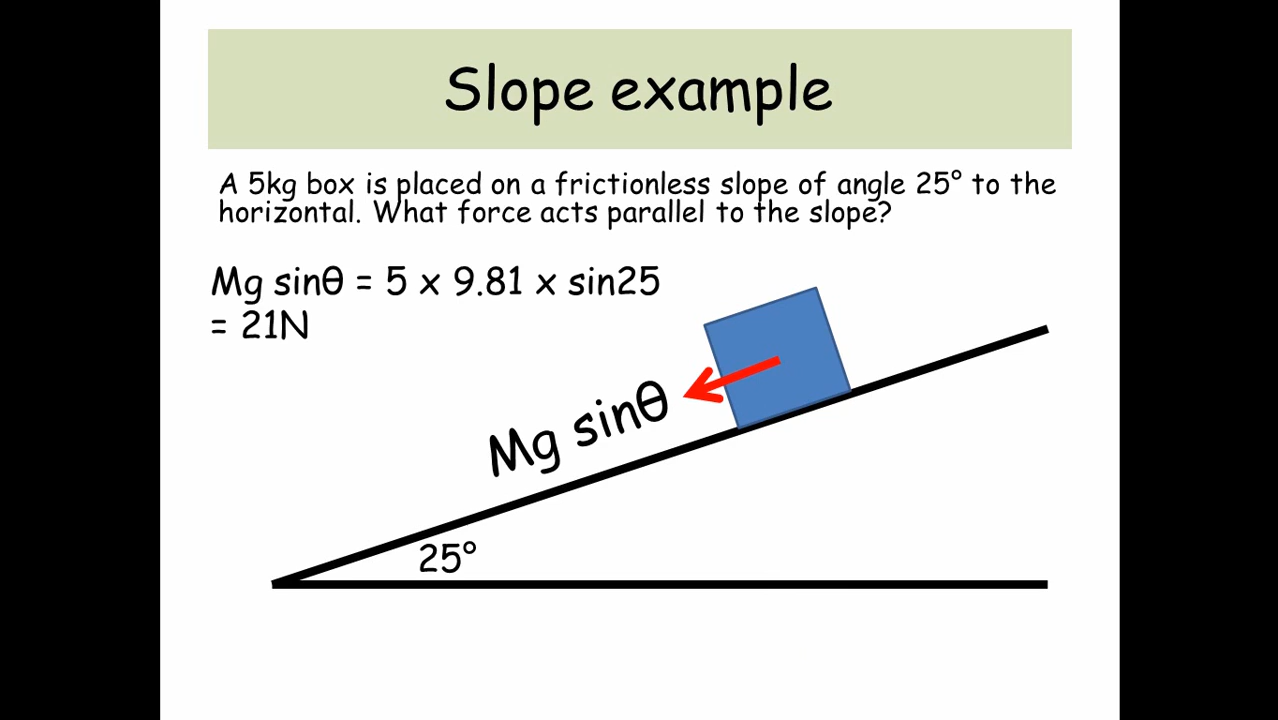 Slope example
A 5kg box is placed on a frictionless slope of angle 25° to the
horizontal. What force acts parallel to the slope?
Mg sinθ = 5 x 9.81 x sin25
= 21N
Mg sinθ
25°